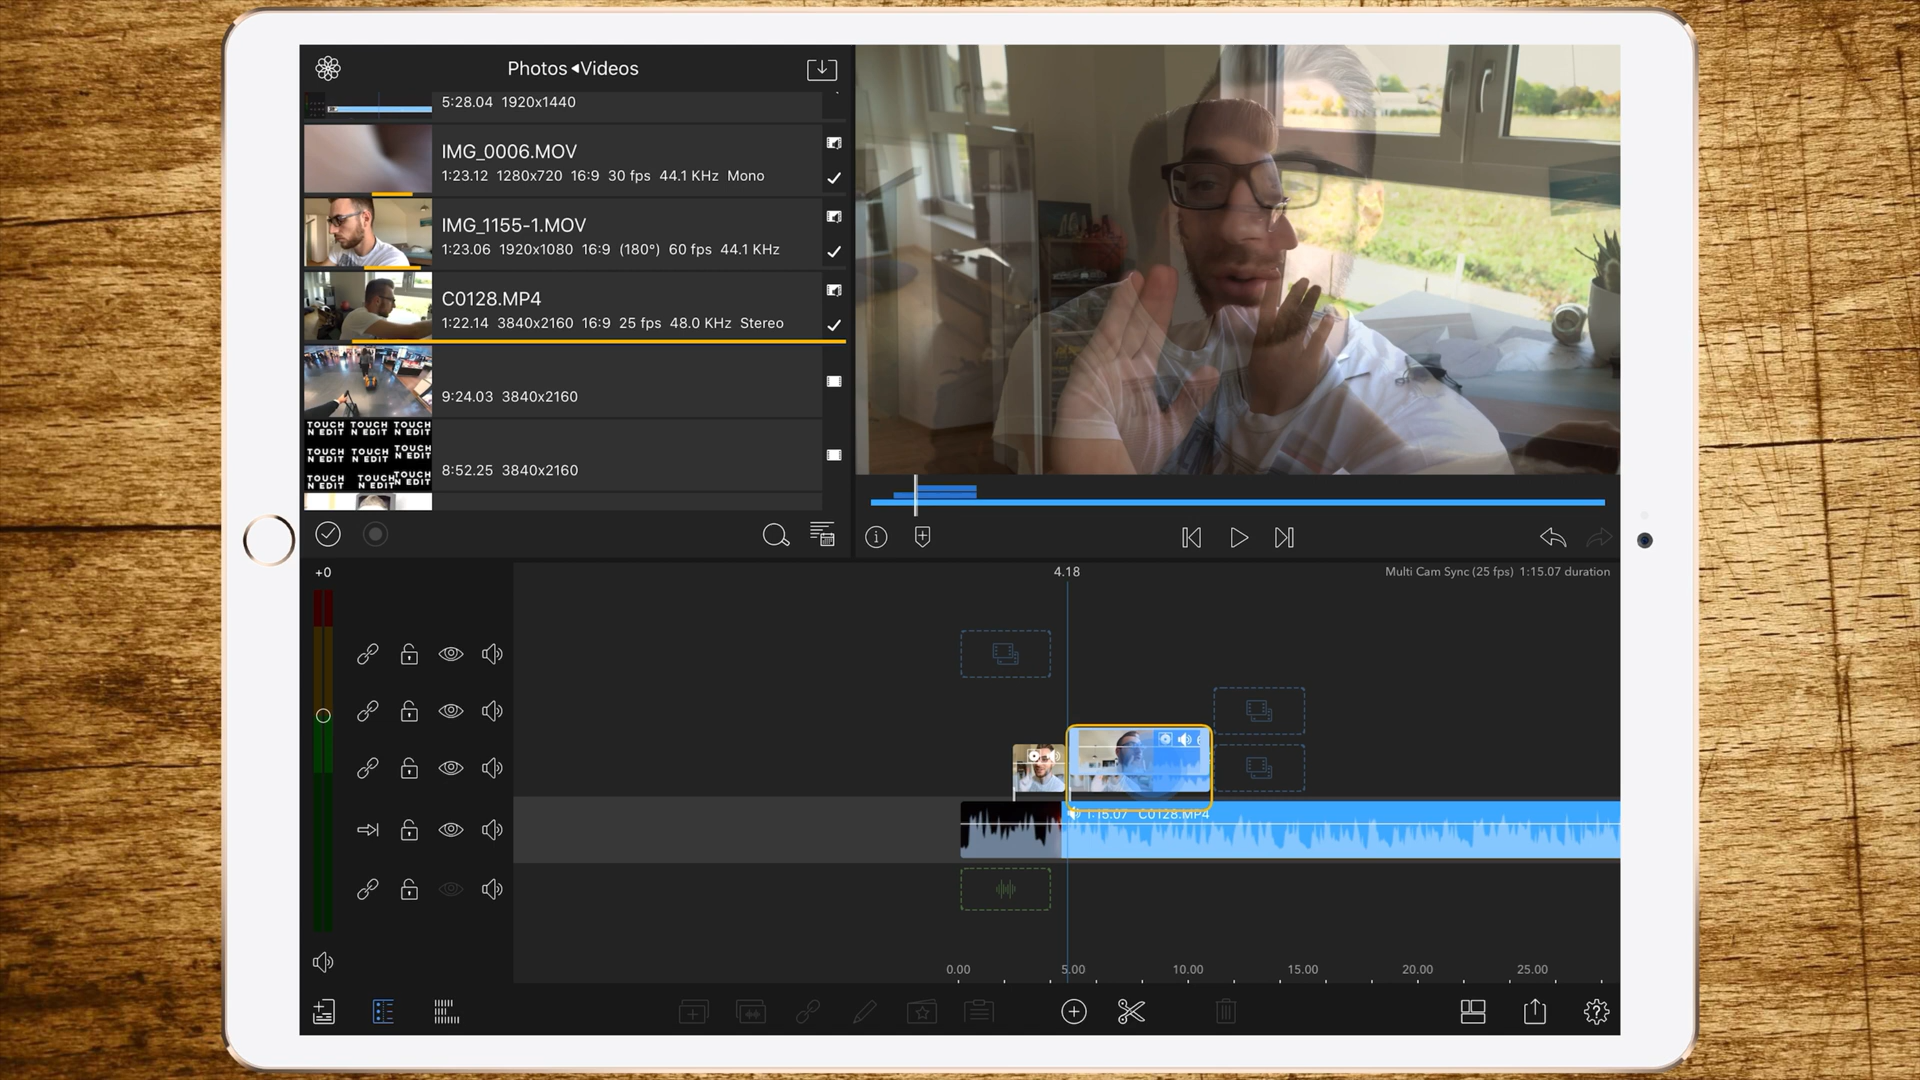 Photos◂Videos
5:28.04 1920x1440
IMG_0006.MOV
1:23.12 1280x720 16:9 30 fps 44.1 KHz Mono
IMG_1155-1.MOV
1:23.06 1920x1080 16:9 (180°) 60 fps 44.1 KHz
C0128.MP4
1:22.14 3840x2160 16:9 25 fps 48.0 KHz Stereo
9:24.03 3840x2160
TOUCH TOUCH TOUCH
N EDIT N EDIT N EDIT
TOUCH TOUCH TOUCH
N EDIT N EDIT N EDIT
8:52.25 3840x2160
TOUCH TOUCH TOUCH
N EDIT N EDIT N EDIT
+0
4.18
Multi Cam Sync (25 fps) 1:15.07 duration
1:15.07 C0128.MP4
0.00 5.00 10.00 15.00 20.00 25.00